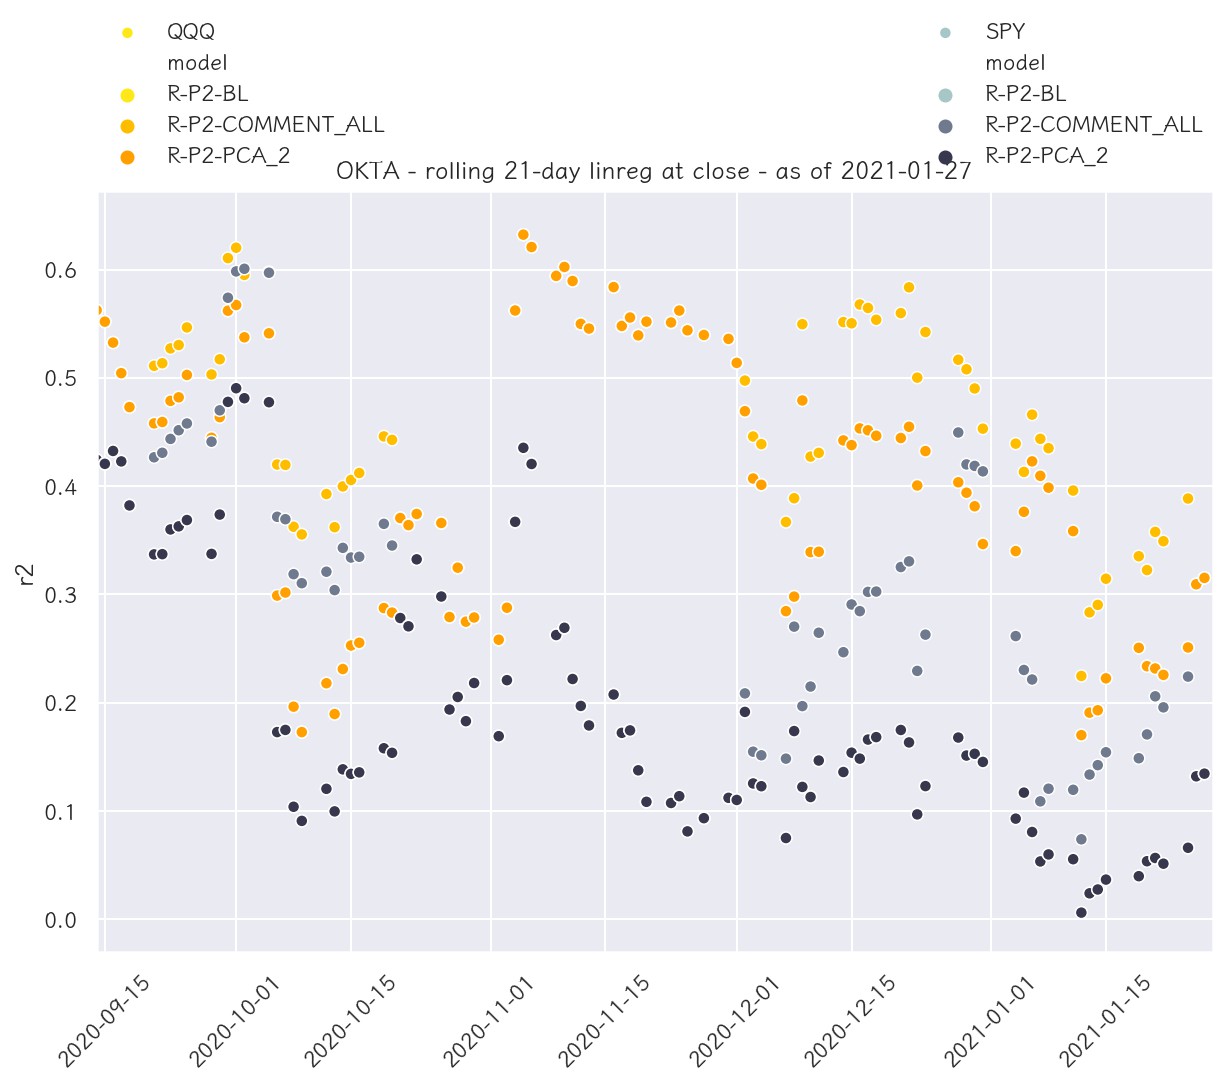 QQQ
model
R-P2-BL
R-P2-COMMENT_ALL
R-P2-PCA_2
SPY
model
R-P2-BL
R-P2-COMMENT_ALL
R-P2-PCA_2
OKTA - rolling 21-day linreg at close - as of 2021-01-27
r2
0.6
0.5
0.4
0.3
0.2
0.1
0.0
2020-09-15
2020-10-01
2020-10-15
2020-11-01
2020-11-15
2020-12-01
2020-12-15
2021-01-01
2021-01-15